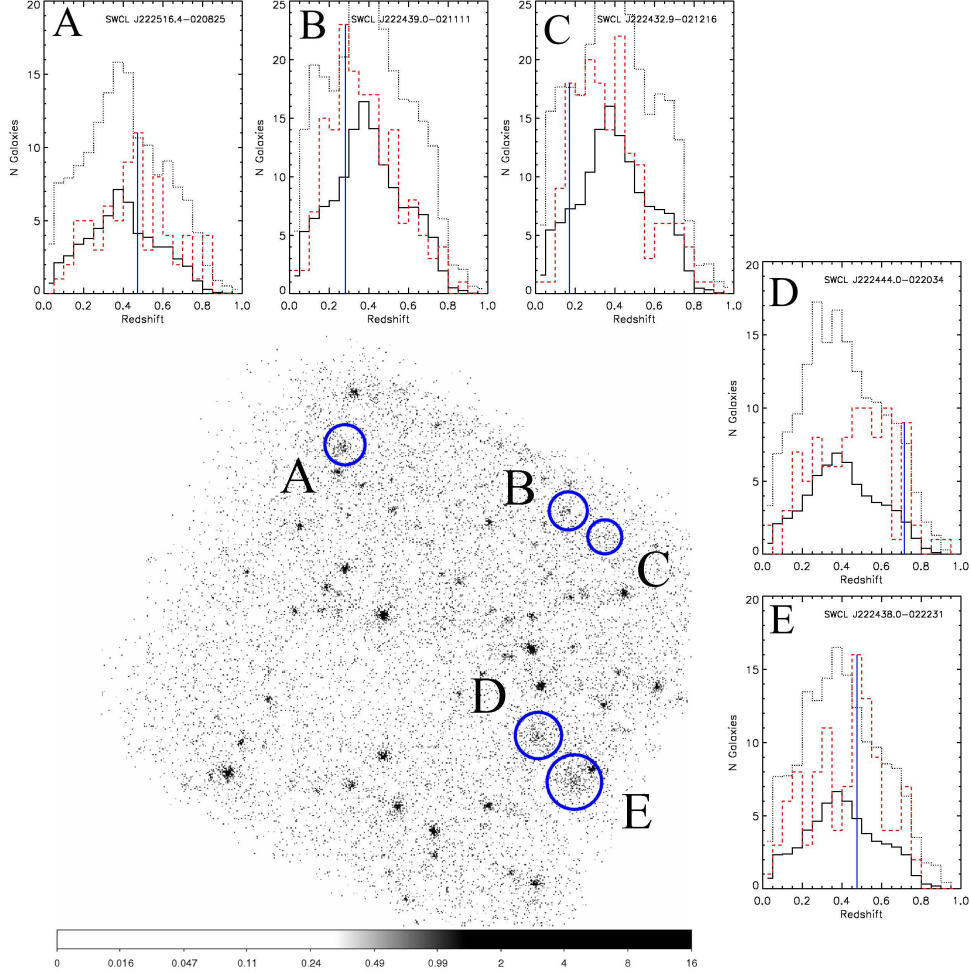 A
SWCL J222516.4-020825
20
15
10
5
0
N Galaxies
0.0 0.2 0.4 0.6 0.8 1.0
Redshift
B
SWCL J222439.0-021111
25
20
15
10
5
0
N Galaxies
0.0 0.2 0.4 0.6 0.8 1.0
Redshift
C
SWCL J222432.9-021216
25
20
15
10
5
0
N Galaxies
0.0 0.2 0.4 0.6 0.8 1.0
Redshift
D
SWCL J222444.0-022034
20
15
10
5
0
N Galaxies
0.0 0.2 0.4 0.6 0.8 1.0
Redshift
E
SWCL J222438.0-022231
20
15
10
5
0
N Galaxies
0.0 0.2 0.4 0.6 0.8 1.0
Redshift
A
B
C
D
E
0 0.016 0.047 0.11 0.24 0.49 0.99 2 4 8 16